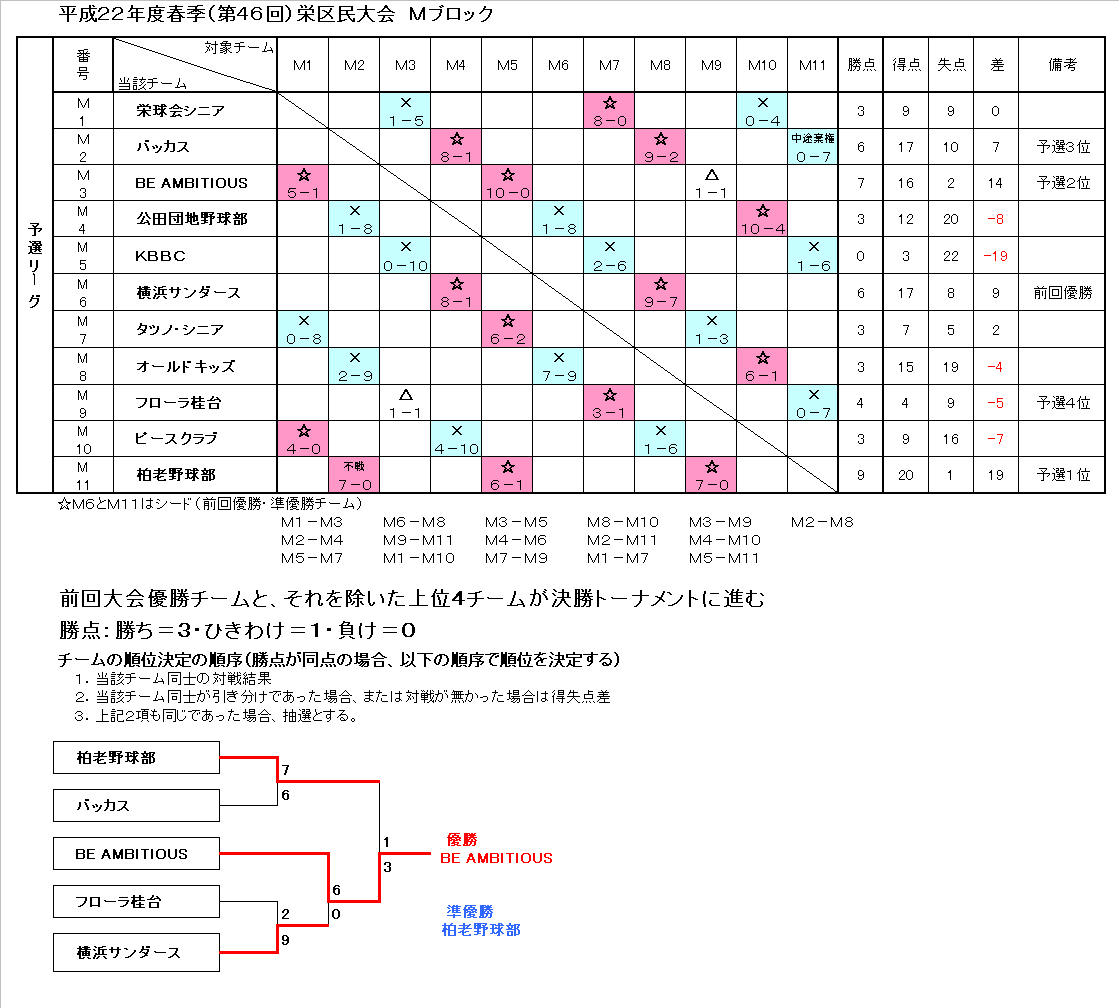 平成２２年度春季（第４６回）栄区民大会　Ｍブロック
番号 対象チーム 当該チーム Ｍ１ Ｍ２ Ｍ３ Ｍ４ Ｍ５ Ｍ６ Ｍ７ Ｍ８ Ｍ９ Ｍ１０ Ｍ１１ 勝点 得点 失点 差 備考
予選リーグ
Ｍ１ 栄球会シニア × １－５ ☆ ８－０ × ０－４ ３ ９ ９ ０
Ｍ２ バッカス ☆ ８－１ ☆ ９－２ 中途棄権 ０－７ ６ １７ １０ ７ 予選３位
Ｍ３ BE AMBITIOUS ☆ ５－１ ☆ １０－０ △ １－１ ７ １６ ２ １４ 予選２位
Ｍ４ 公田団地野球部 × １－８ × １－８ ☆ １０－４ ３ １２ ２０ －８
Ｍ５ ＫＢＢＣ × ０－１０ × ２－６ × １－６ ０ ３ ２２ －１９
Ｍ６ 横浜サンダース ☆ ８－１ ☆ ９－７ ６ １７ ８ ９ 前回優勝
Ｍ７ タツノ・シニア × ０－８ ☆ ６－２ × １－３ ３ ７ ５ ２
Ｍ８ オールドキッズ × ２－９ × ７－９ ☆ ６－１ ３ １５ １９ －４
Ｍ９ フローラ桂台 △ １－１ ☆ ３－１ × ０－７ ４ ４ ９ －５ 予選４位
Ｍ１０ ピースクラブ ☆ ４－０ × ４－１０ × １－６ ３ ９ １６ －７
Ｍ１１ 柏老野球部 不戦 ７－０ ☆ ６－１ ☆ ７－０ ９ ２０ １ １９ 予選１位
☆Ｍ６とＭ１１はシード（前回優勝・準優勝チーム）
Ｍ１－Ｍ３ Ｍ６－Ｍ８ Ｍ３－Ｍ５ Ｍ８－Ｍ１０ Ｍ３－Ｍ９ Ｍ２－Ｍ８
Ｍ２－Ｍ４ Ｍ９－Ｍ１１ Ｍ４－Ｍ６ Ｍ２－Ｍ１１ Ｍ４－Ｍ１０
Ｍ５－Ｍ７ Ｍ１－Ｍ１０ Ｍ７－Ｍ９ Ｍ１－Ｍ７ Ｍ５－Ｍ１１
前回大会優勝チームと、それを除いた上位４チームが決勝トーナメントに進む
勝点：勝ち＝３・ひきわけ＝１・負け＝０
チームの順位決定の順序（勝点が同点の場合、以下の順序で順位を決定する）
１．当該チーム同士の対戦結果
２．当該チーム同士が引き分けであった場合、または対戦が無かった場合は得失点差
３．上記２項も同じであった場合、抽選とする。
柏老野球部
7
6
バッカス
1
優勝
BE AMBITIOUS
BE AMBITIOUS
3
6
フローラ桂台
2
0
準優勝
柏老野球部
9
横浜サンダース